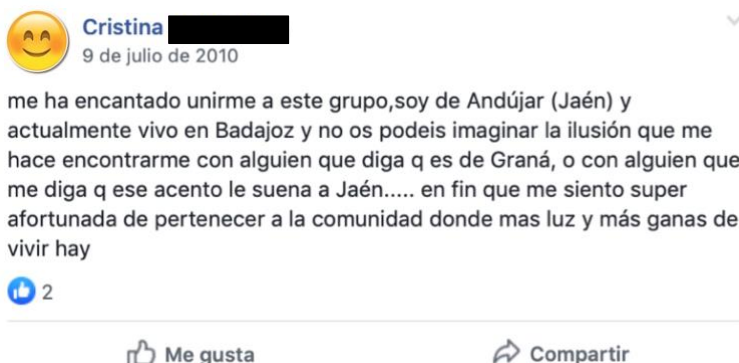 Cristina
9 de julio de 2010
me ha encantado unirme a este grupo,soy de Andújar (Jaén) y
actualmente vivo en Badajoz y no os podeis imaginar la ilusión que me
hace encontrarme con alguien que diga q es de Graná, o con alguien que
me diga q ese acento le suena a Jaén..... en fin que me siento super
afortunada de pertenecer a la comunidad donde mas luz y más ganas de
vivir hay
2
Me gusta
Compartir